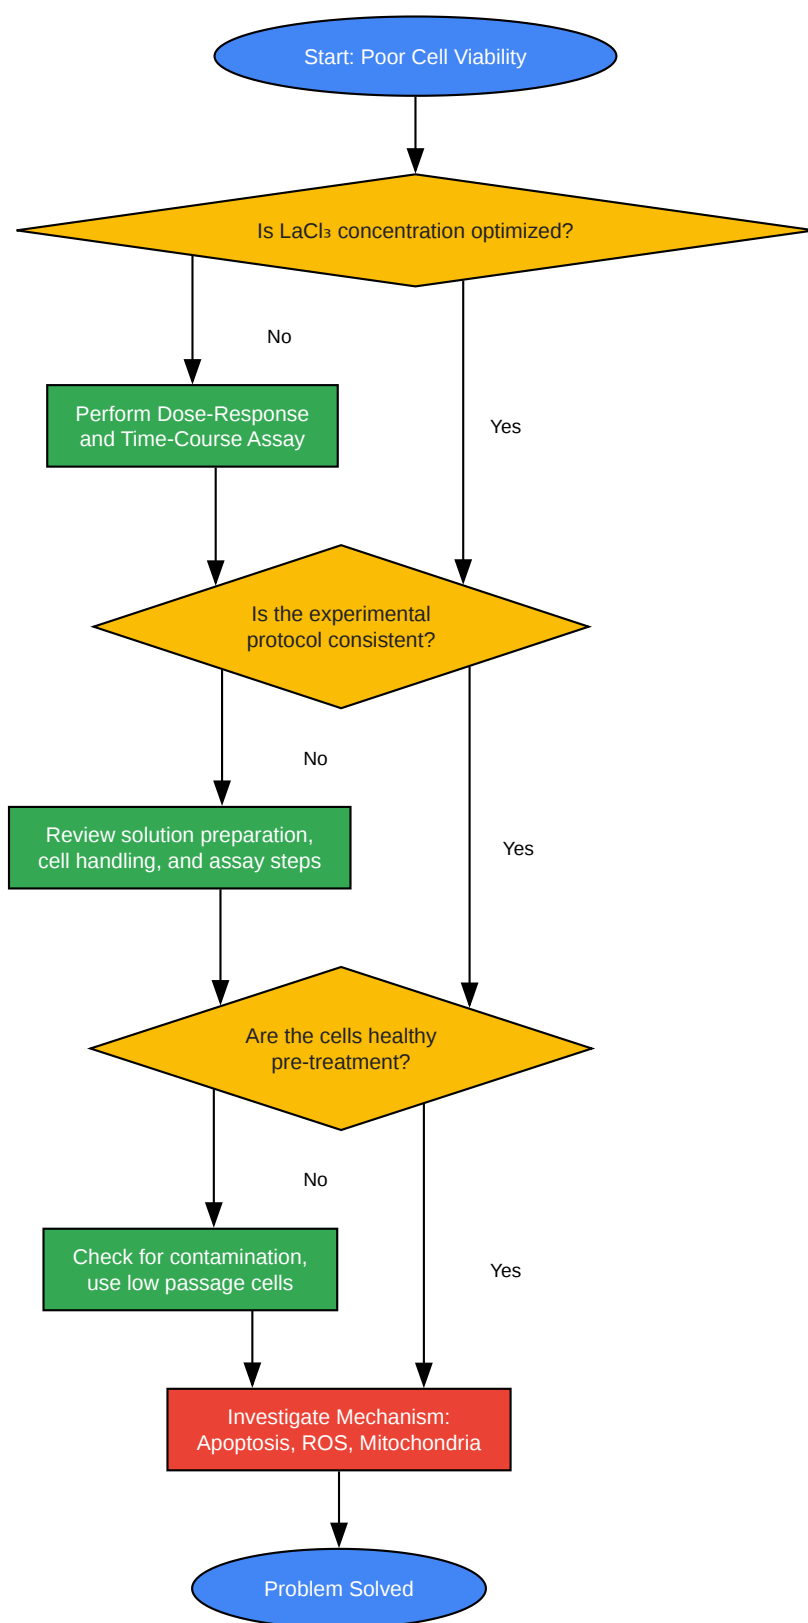 Start: Poor Cell Viability
Is LaCl₃ concentration optimized?
No
Perform Dose-Response
and Time-Course Assay
Yes
Is the experimental
protocol consistent?
No
Review solution preparation,
cell handling, and assay steps
Yes
Are the cells healthy
pre-treatment?
No
Check for contamination,
use low passage cells
Yes
Investigate Mechanism:
Apoptosis, ROS, Mitochondria
Problem Solved